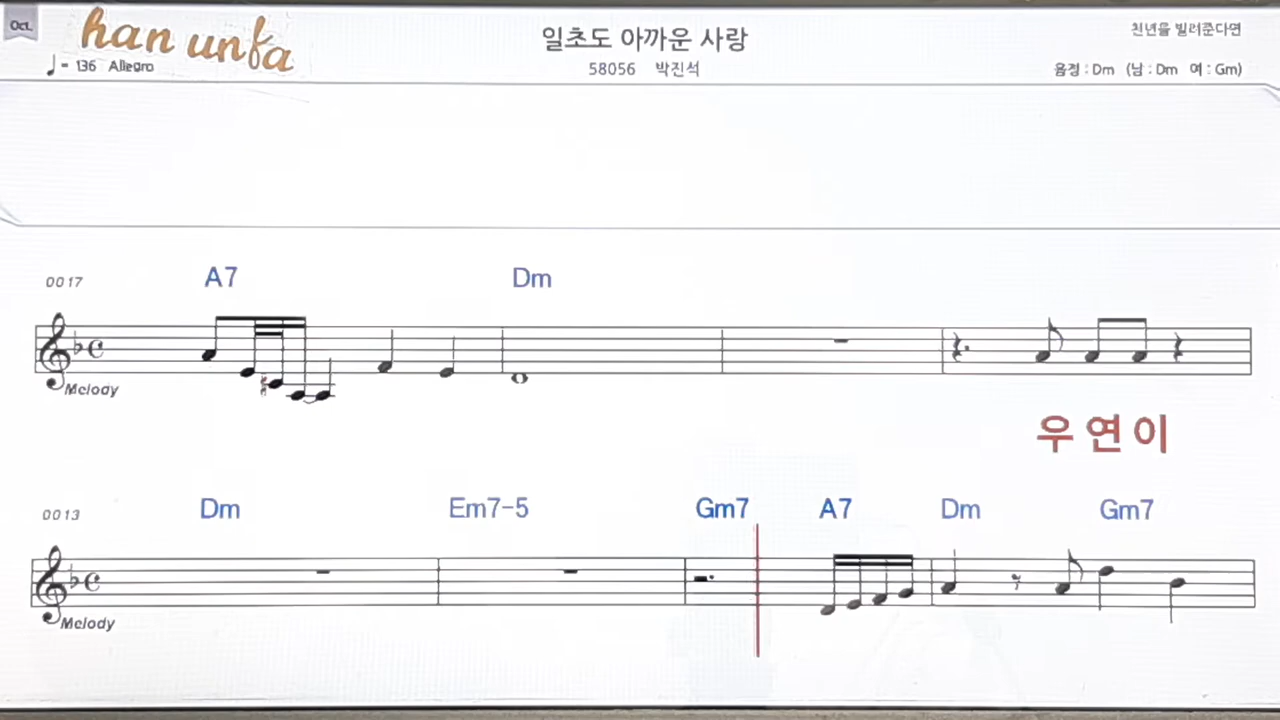 Oct.
han unfa
일초도 아까운 사랑
친년을 빌려준다면
♩= 136 Allegro
58056 박진석
음정 : Dm (남 : Dm 여 : Gm)
0017 A7 Dm
Melody
우 연 이
0013 Dm Em7-5 Gm7 A7 Dm Gm7
Melody